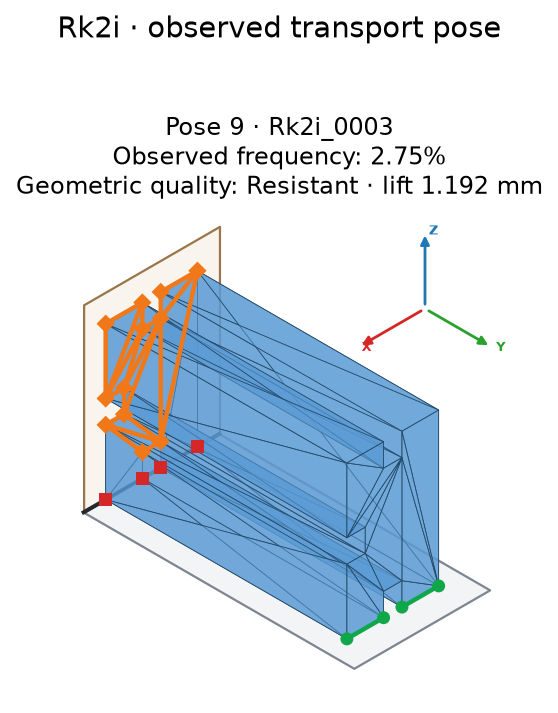 Rk2i · observed transport pose
Pose 9 · Rk2i_0003
Observed frequency: 2.75%
Geometric quality: Resistant · lift 1.192 mm
Z
X
Y